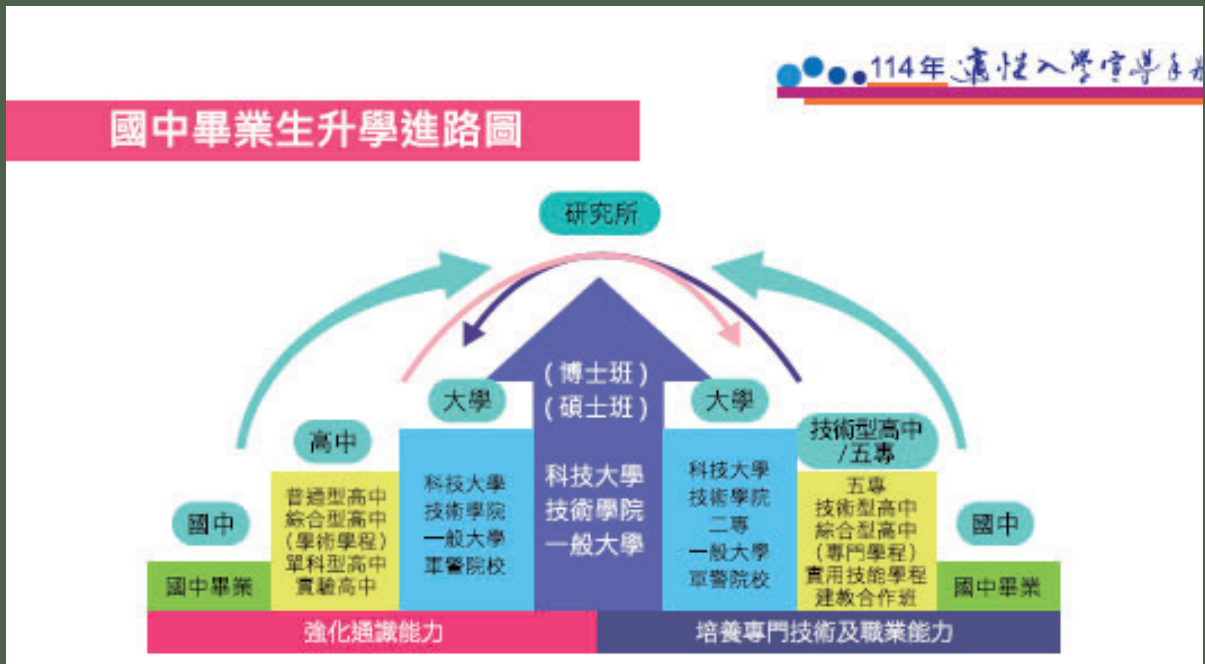 114年 適性入學宣導手冊
國中畢業生升學進路圖
研究所
(博士班)
(碩士班)
科技大學
技術學院
一般大學
大學
科技大學
技術學院
一般大學
軍警院校
高中
普通型高中
綜合型高中
(學術學程)
單科型高中
實驗高中
國中
國中畢業
大學
科技大學
技術學院
二專
一般大學
軍警院校
技術型高中
/五專
五專
技術型高中
綜合型高中
(專門學程)
實用技能學程
建教合作班
國中
國中畢業
強化通識能力
培養專門技術及職業能力